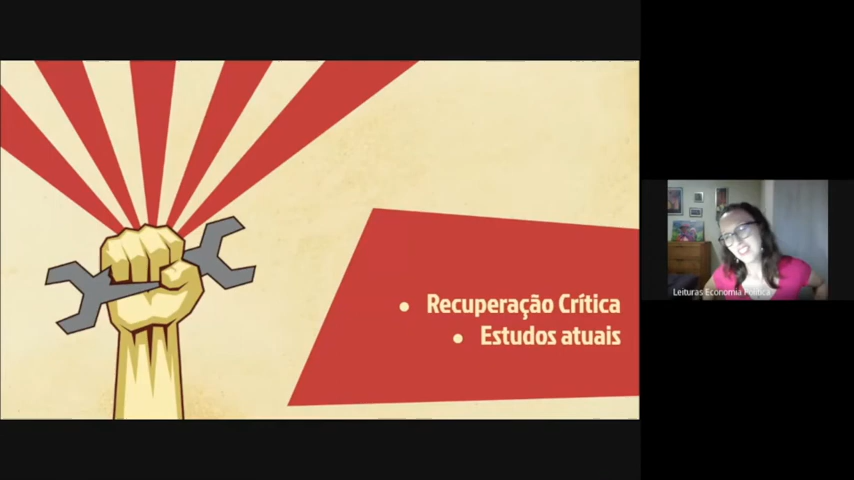 • Recuperação Crítica
• Estudos atuais
Leituras Economia Política